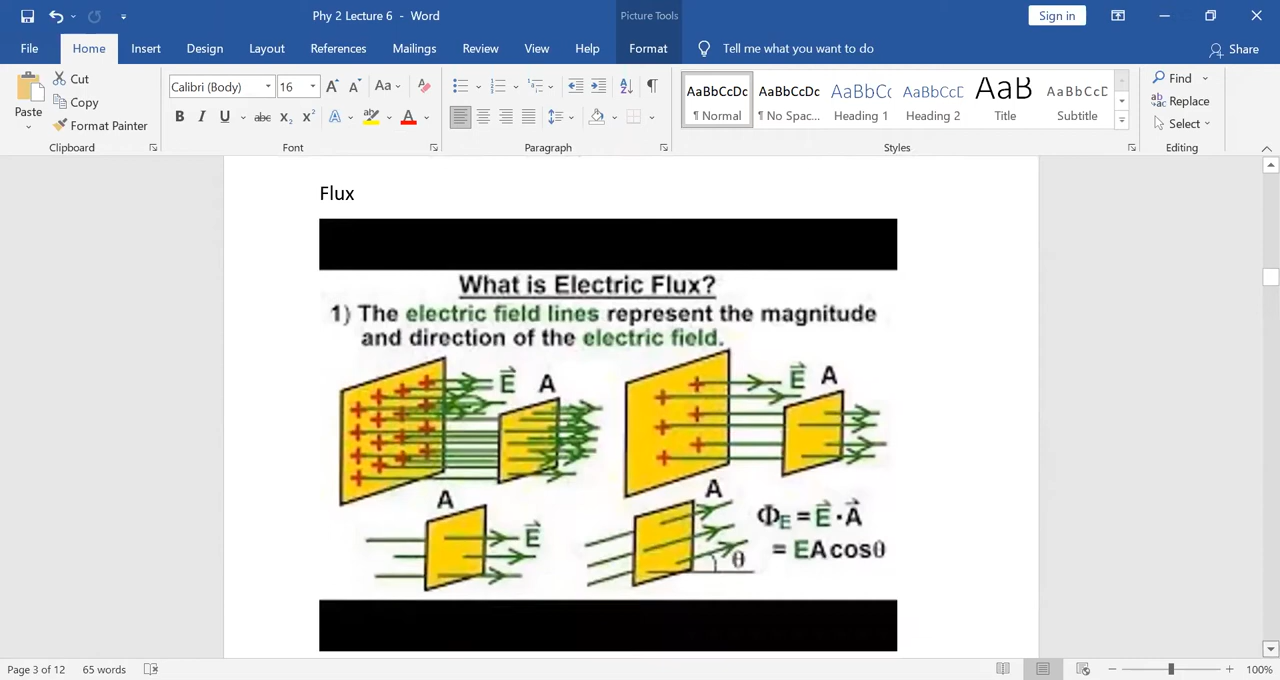 Phy 2 Lecture 6 - Word
Picture Tools
Sign in
File
Home
Insert
Design
Layout
References
Mailings
Review
View
Help
Format
Tell me what you want to do
Share
Paste
Cut
Copy
Format Painter
Clipboard
Calibri (Body)
16
Font
Paragraph
AaBbCcDc
¶ Normal
AaBbCcDc
¶ No Spac...
AaBbCc
Heading 1
AaBbCcD
Heading 2
AaB
Title
AaBbCcD
Subtitle
Styles
Find
Replace
Select
Editing
Flux
What is Electric Flux?
1) The electric field lines represent the magnitude
and direction of the electric field.
E⃗ A
E⃗ A
A E⃗
A θ
Φ_E = E⃗ · A⃗
= EAcosθ
Page 3 of 12
65 words
100%